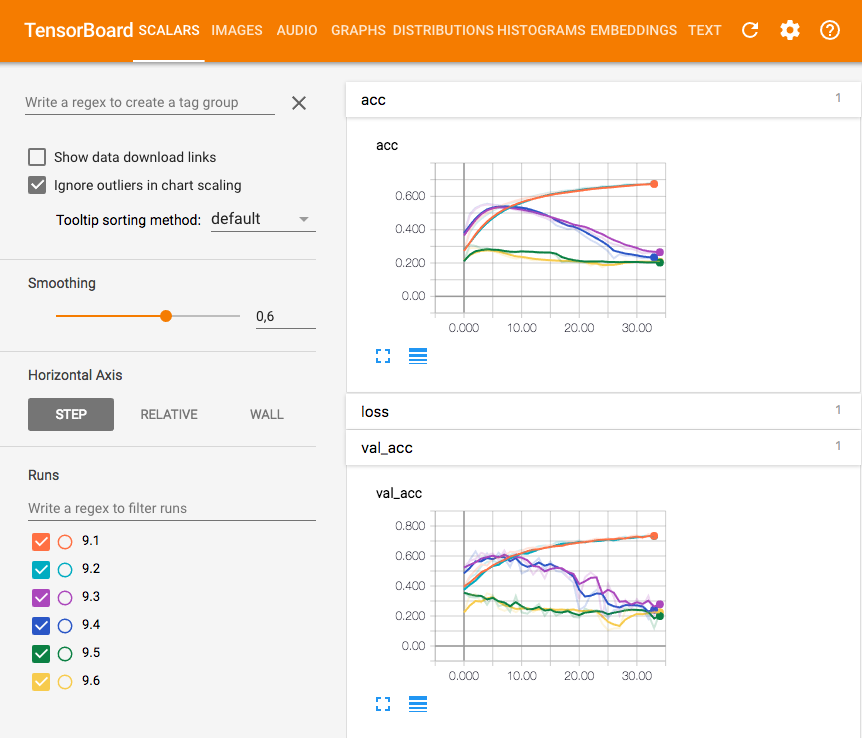 TensorBoard SCALARS IMAGES AUDIO GRAPHS DISTRIBUTIONS HISTOGRAMS EMBEDDINGS TEXT
Write a regex to create a tag group
Show data download links
Ignore outliers in chart scaling
Tooltip sorting method: default
Smoothing
0,6
Horizontal Axis
STEP RELATIVE WALL
Runs
Write a regex to filter runs
9.1
9.2
9.3
9.4
9.5
9.6
acc 1
acc
0.600
0.400
0.200
0.00
0.000 10.00 20.00 30.00
loss 1
val_acc 1
val_acc
0.800
0.600
0.400
0.200
0.00
0.000 10.00 20.00 30.00